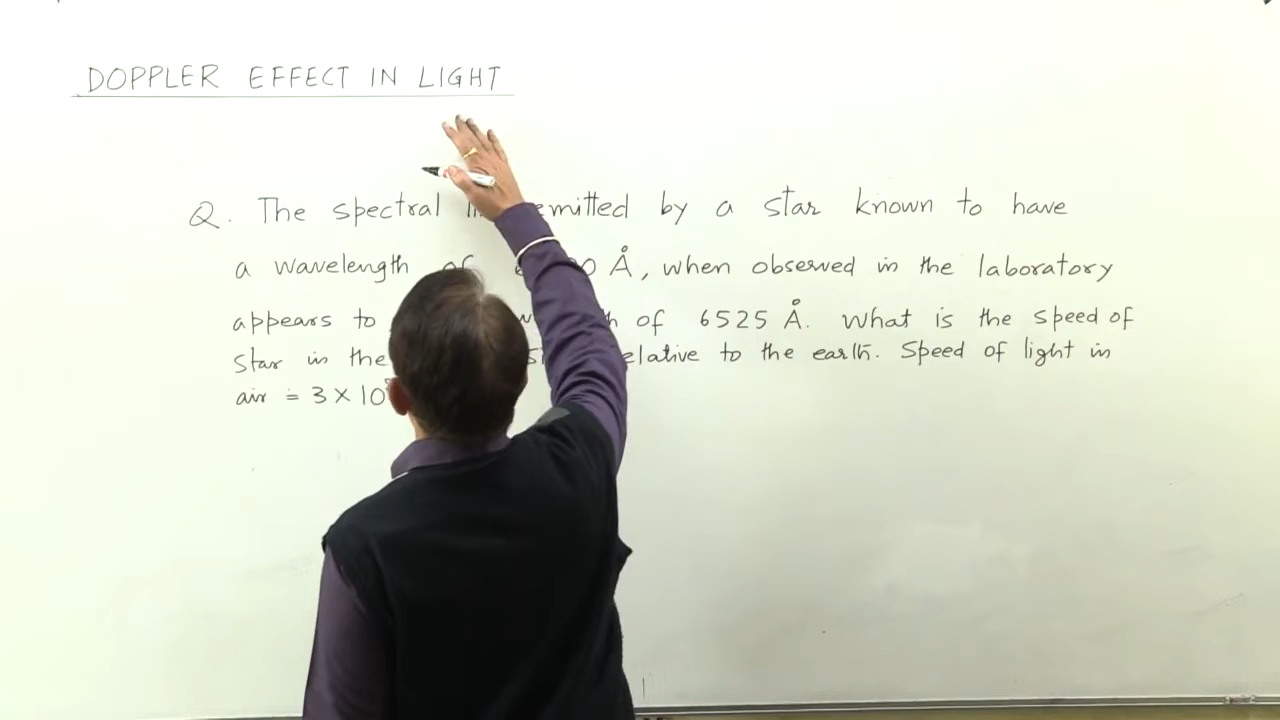 DOPPLER EFFECT IN LIGHT
Q. The spectral emitted by a star known to have
a wavelength of Å, when observed in the laboratory
appears to of 6525 Å. What is the speed of
star in the relative to the earth. Speed of light in
air = 3 × 10